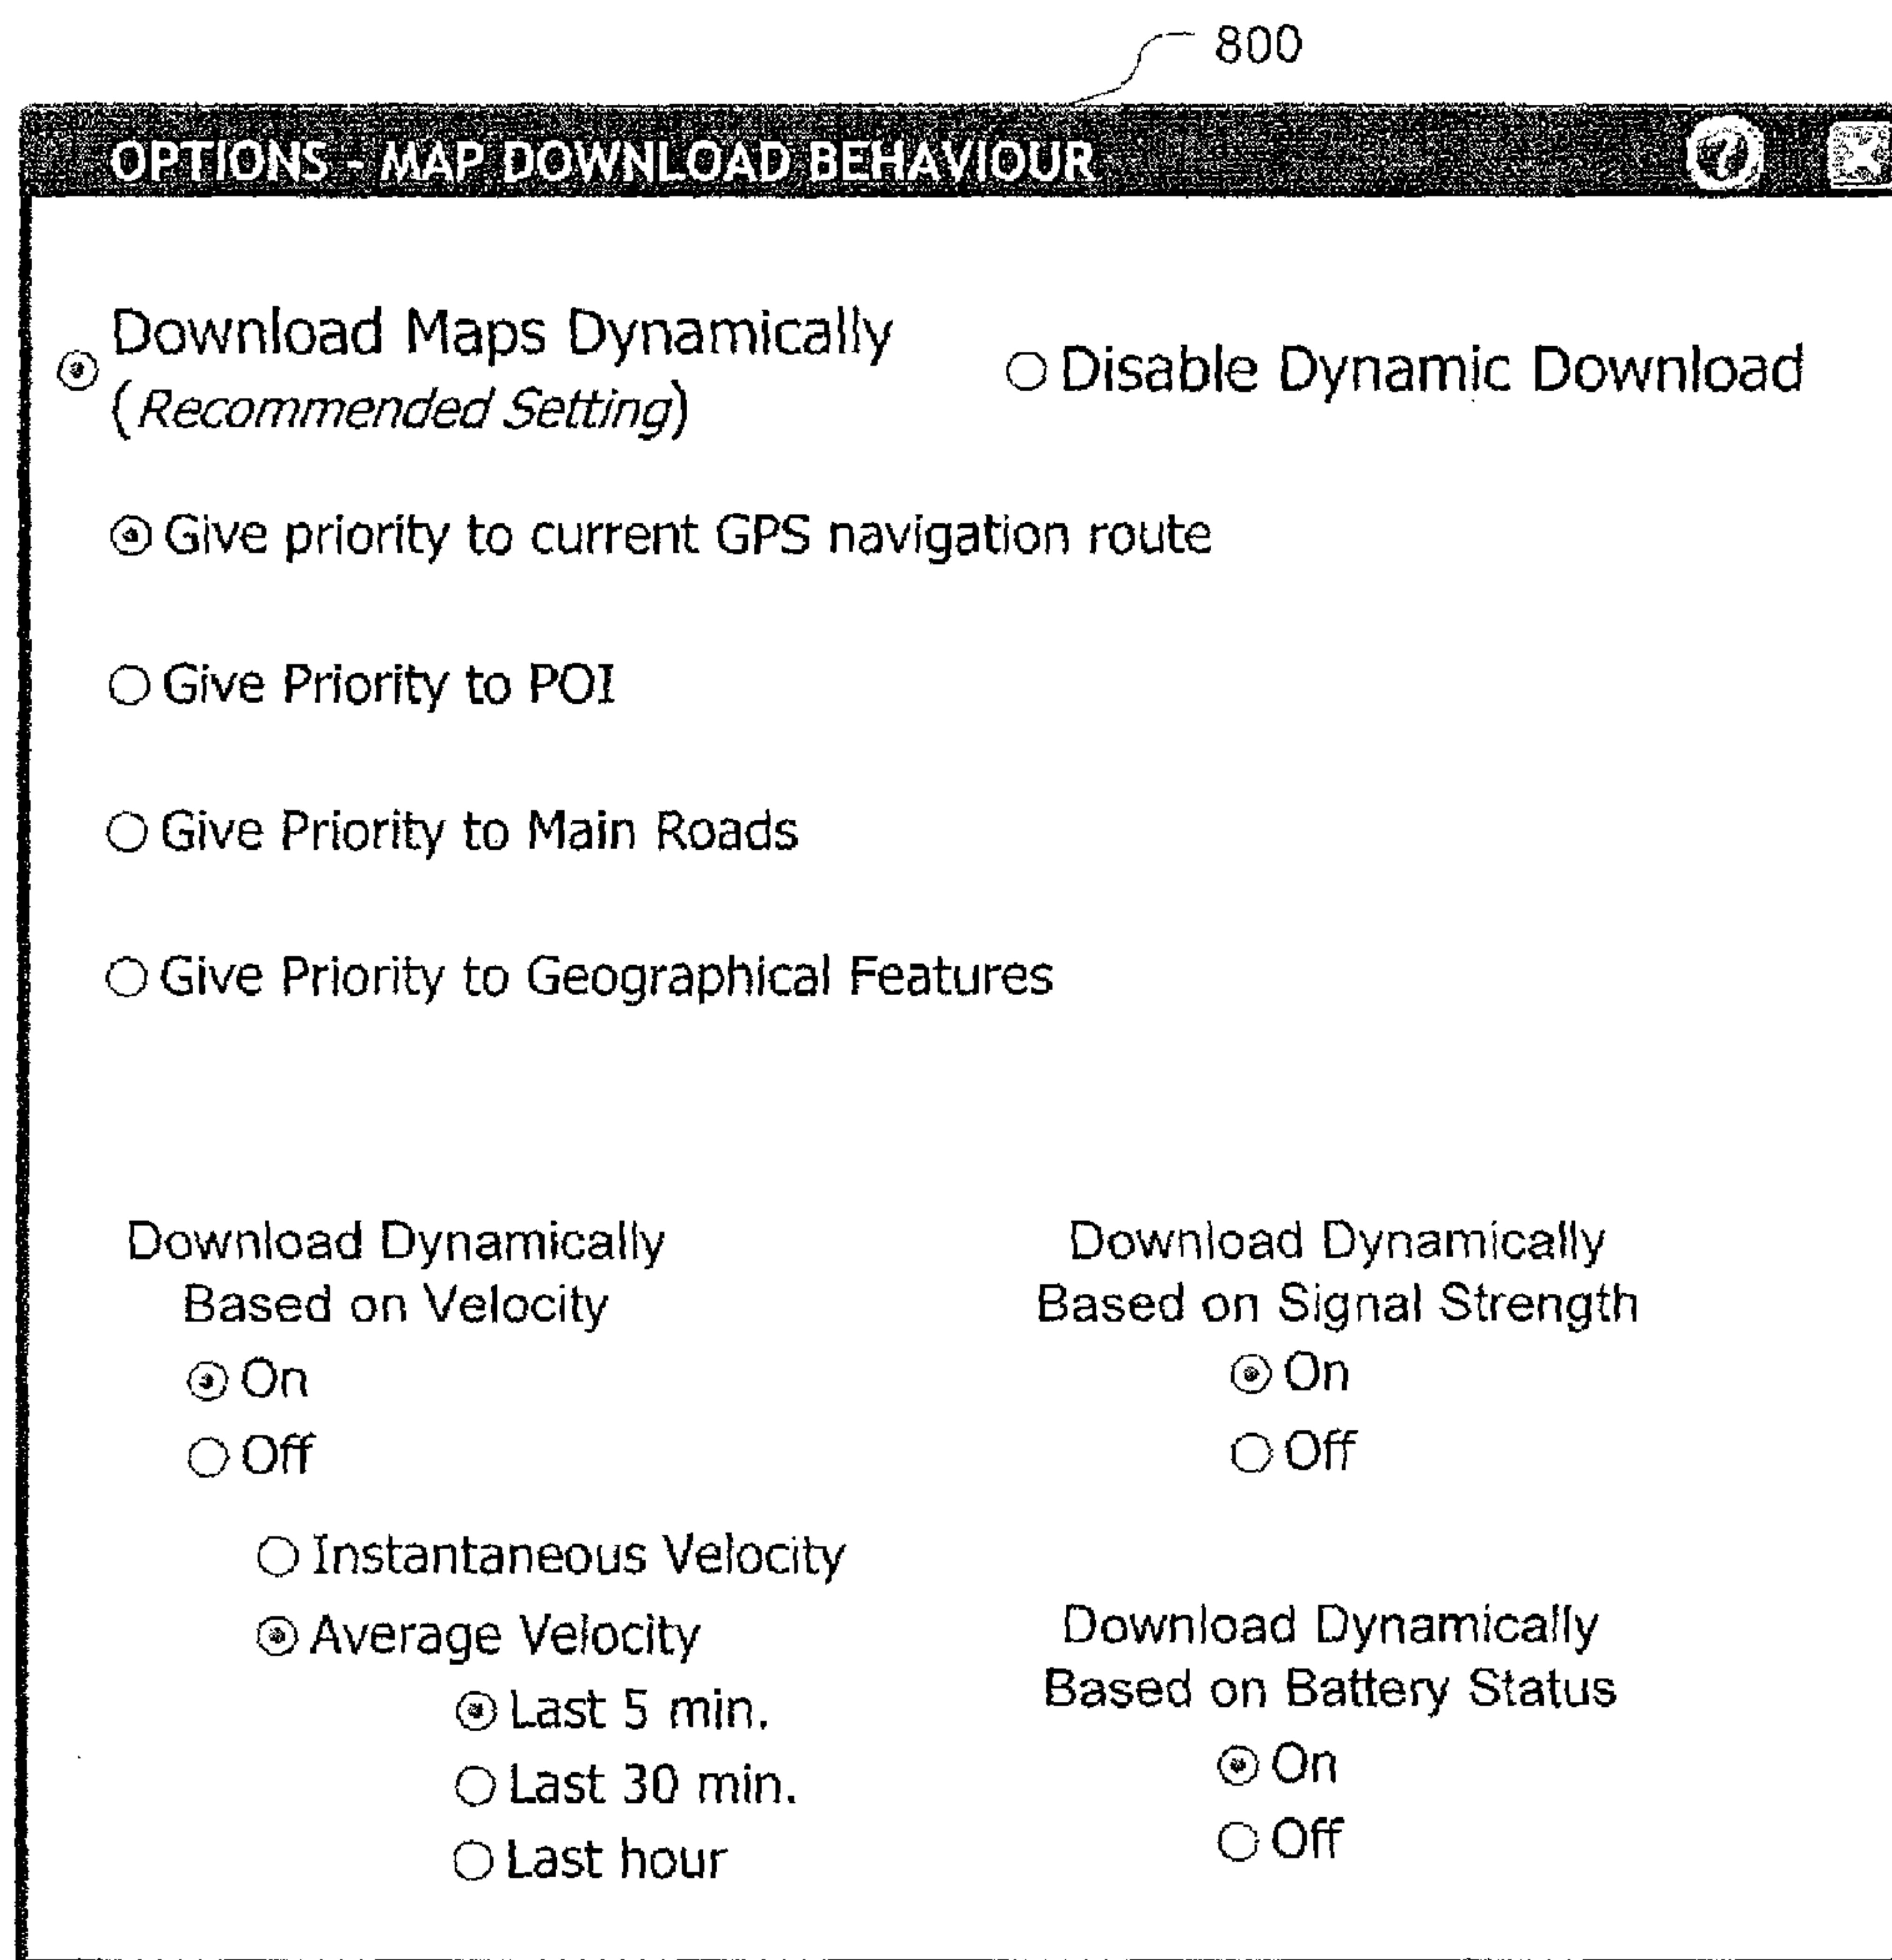 800
OPTIONS - MAP DOWNLOAD BEHAVIOUR ? X
Download Maps Dynamically
(Recommended Setting)
Disable Dynamic Download
Give priority to current GPS navigation route
Give Priority to POI
Give Priority to Main Roads
Give Priority to Geographical Features
Download Dynamically
Based on Velocity
On
Off
Instantaneous Velocity
Average Velocity
Last 5 min.
Last 30 min.
Last hour
Download Dynamically
Based on Signal Strength
On
Off
Download Dynamically
Based on Battery Status
On
Off